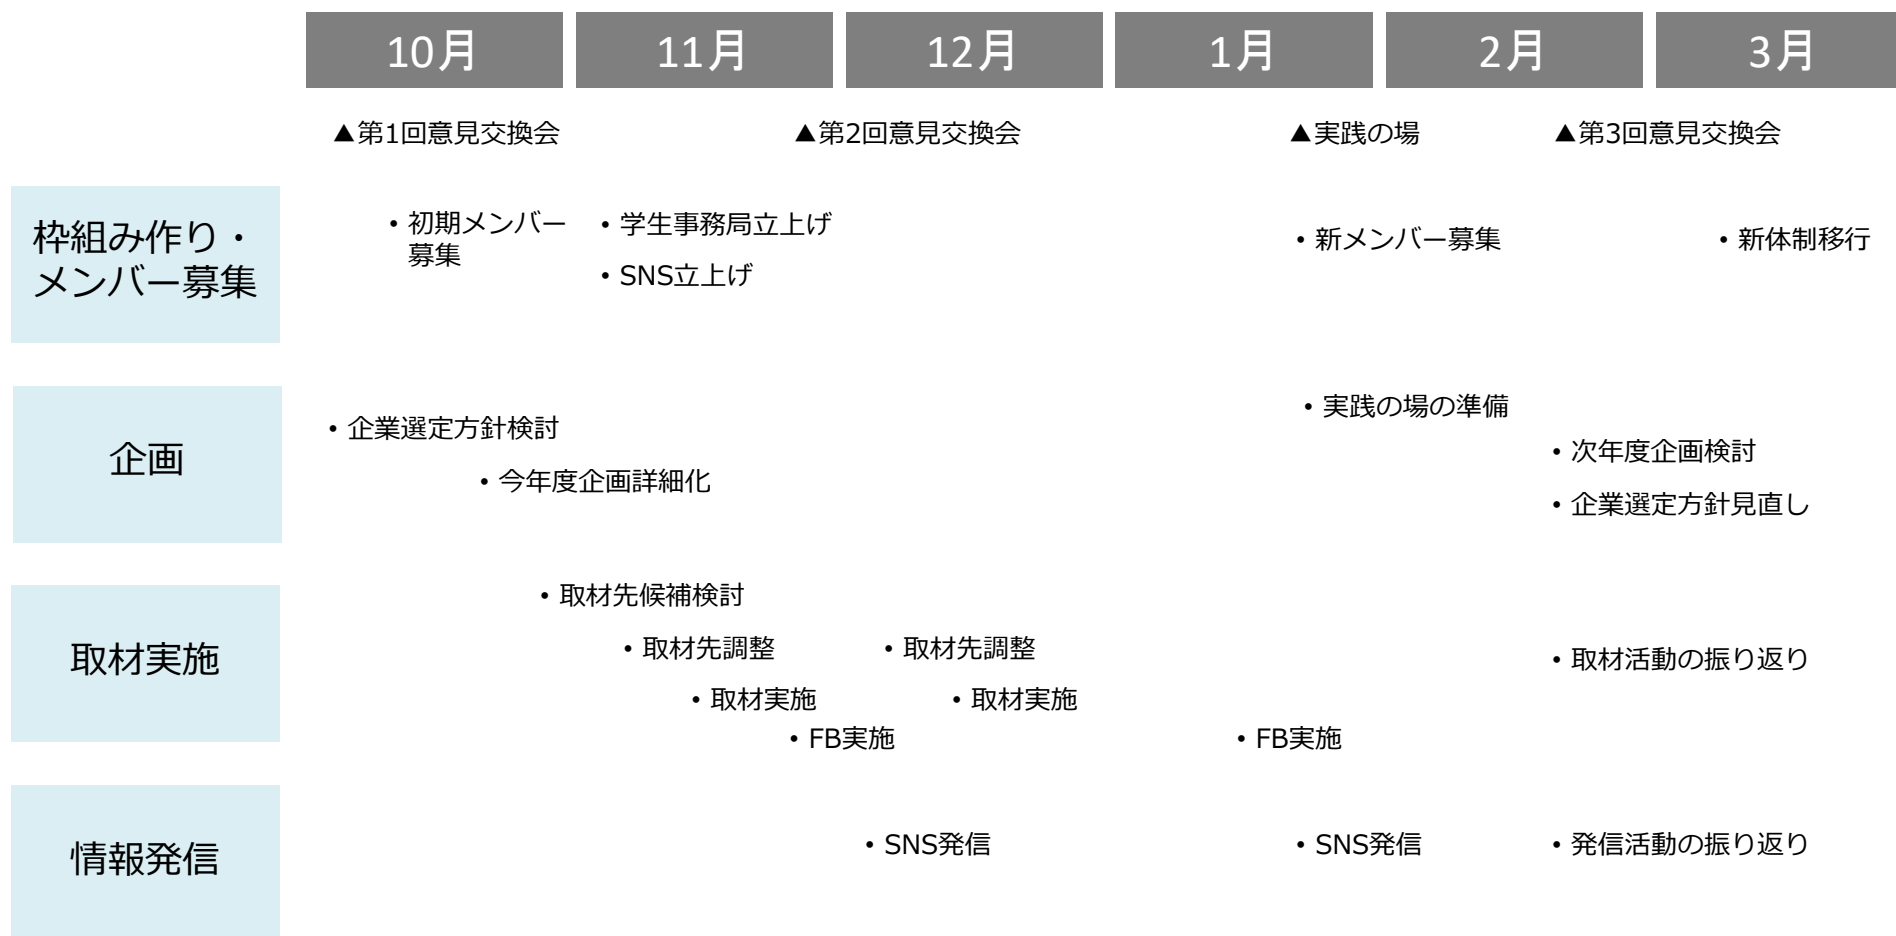 10月 11月 12月 1月 2月 3月
▲第1回意見交換会 ▲第2回意見交換会 ▲実践の場 ▲第3回意見交換会
枠組み作り・
メンバー募集
• 初期メンバー
募集
• 学生事務局立上げ
• SNS立上げ
• 新メンバー募集
• 新体制移行
企画
• 企業選定方針検討
• 今年度企画詳細化
• 実践の場の準備
• 次年度企画検討
• 企業選定方針見直し
取材実施
• 取材先候補検討
• 取材先調整 • 取材先調整
• 取材実施 • 取材実施
• FB実施 • FB実施
• 取材活動の振り返り
情報発信
• SNS発信 • SNS発信 • 発信活動の振り返り